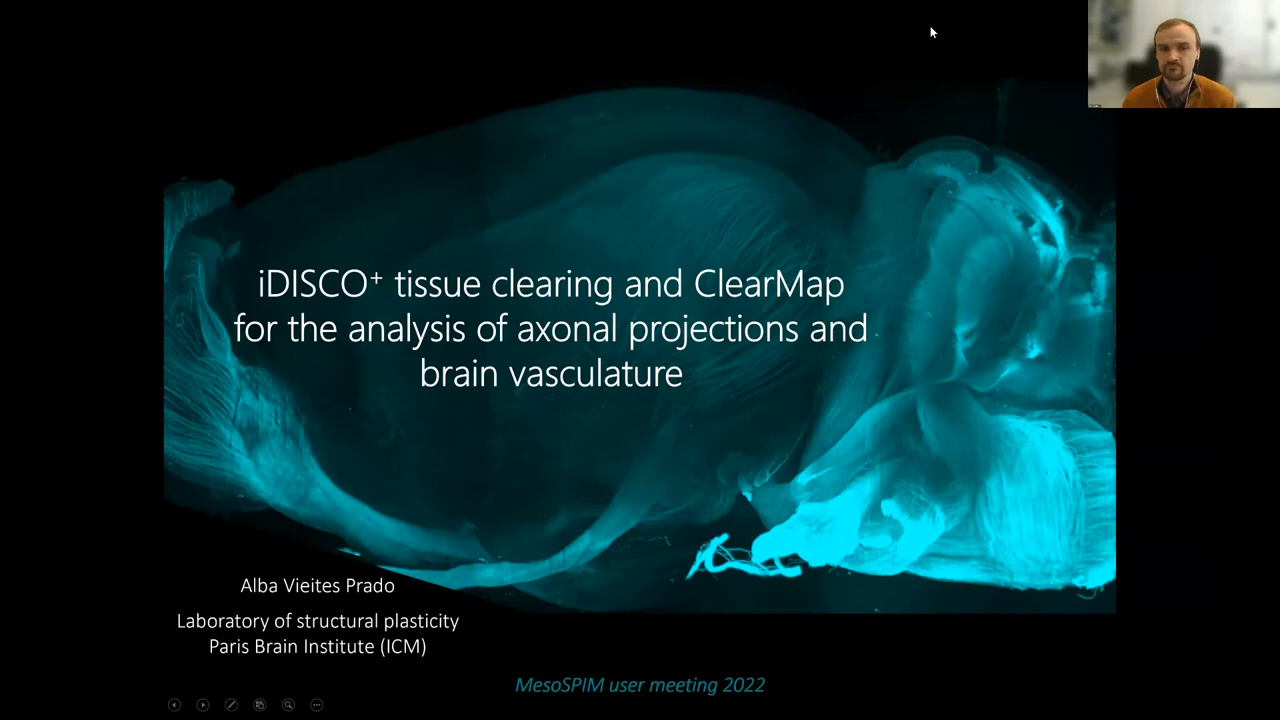 iDISCO⁺ tissue clearing and ClearMap
for the analysis of axonal projections and
brain vasculature
Alba Vieites Prado
Laboratory of structural plasticity
Paris Brain Institute (ICM)
MesoSPIM user meeting 2022